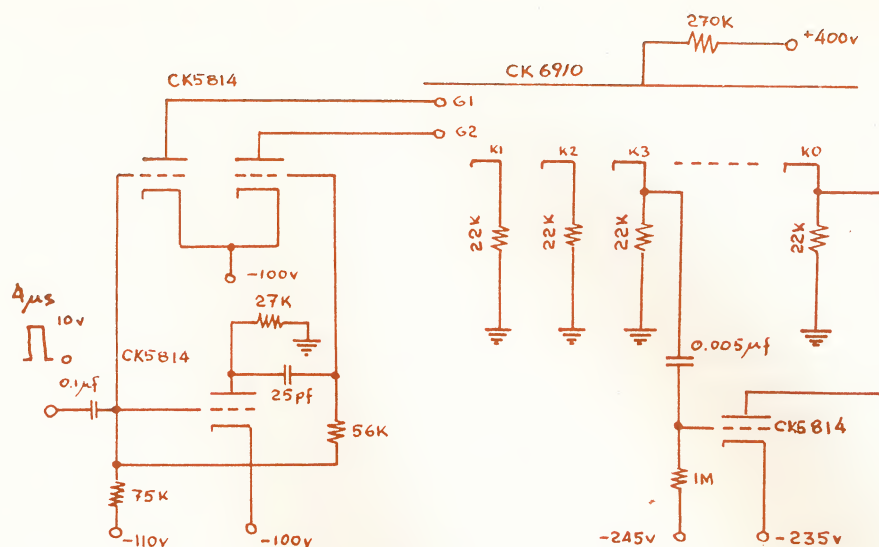 270K
+400v
CK5814
CK6910
G1
G2
K1
K2
K3
K0
22K
22K
22K
22K
-100v
4μs
10v
0
27K
CK5814
0.1μf
25pf
0.005μf
56K
CK5814
75K
1M
-110v
-100v
-245v
-235v